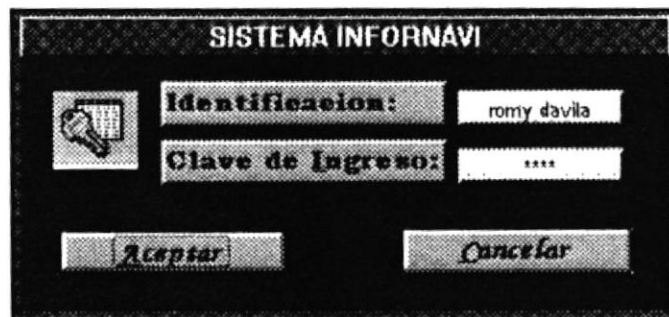 SISTEMA INFORNAVI
Identificacion: romy davila
Clave de Ingreso: ****
Aceptar Cancelar